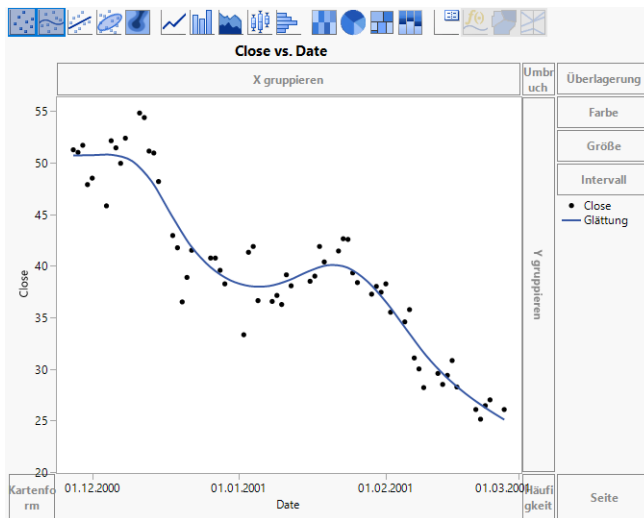 Close vs. Date
X gruppieren
Umbr
uch
Überlagerung
Farbe
Größe
Intervall
Close
Glättung
Y gruppieren
Close
55
50
45
40
35
30
25
20
01.12.2000
01.01.2001
01.02.2001
01.03.2001
Date
Kartenfo
rm
Häufi
gkeit
Seite